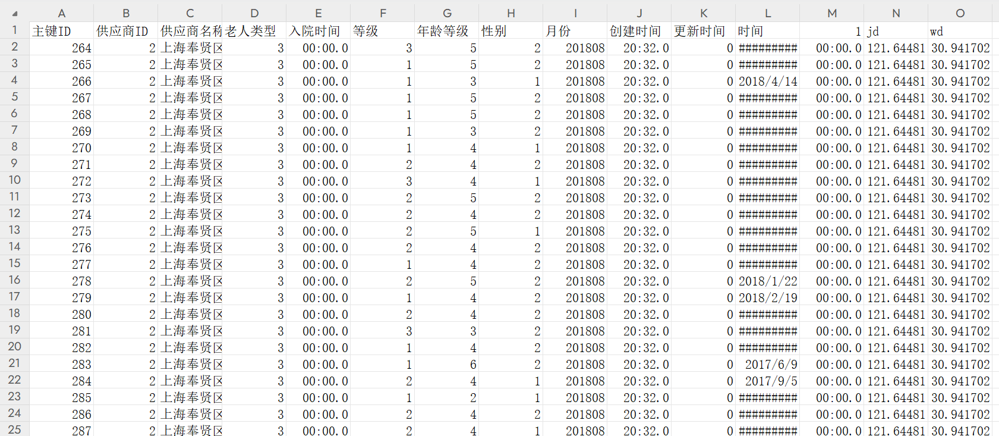 A B C D E F G H I J K L M N O
1 主键ID 供应商ID 供应商名称 老人类型 入院时间 等级 年龄等级 性别 月份 创建时间 更新时间 时间 1 jd wd
2 264 2 上海奉贤区 3 00:00.0 3 5 2 201808 20:32.0 0 ######### 00:00.0 121.64481 30.941702
3 265 2 上海奉贤区 3 00:00.0 1 5 2 201808 20:32.0 0 ######### 00:00.0 121.64481 30.941702
4 266 2 上海奉贤区 3 00:00.0 1 3 1 201808 20:32.0 0 2018/4/14 00:00.0 121.64481 30.941702
5 267 2 上海奉贤区 3 00:00.0 1 5 2 201808 20:32.0 0 ######### 00:00.0 121.64481 30.941702
6 268 2 上海奉贤区 3 00:00.0 1 5 2 201808 20:32.0 0 ######### 00:00.0 121.64481 30.941702
7 269 2 上海奉贤区 3 00:00.0 1 3 2 201808 20:32.0 0 ######### 00:00.0 121.64481 30.941702
8 270 2 上海奉贤区 3 00:00.0 1 4 1 201808 20:32.0 0 ######### 00:00.0 121.64481 30.941702
9 271 2 上海奉贤区 3 00:00.0 2 4 2 201808 20:32.0 0 ######### 00:00.0 121.64481 30.941702
10 272 2 上海奉贤区 3 00:00.0 3 4 1 201808 20:32.0 0 ######### 00:00.0 121.64481 30.941702
11 273 2 上海奉贤区 3 00:00.0 2 5 2 201808 20:32.0 0 ######### 00:00.0 121.64481 30.941702
12 274 2 上海奉贤区 3 00:00.0 2 4 2 201808 20:32.0 0 ######### 00:00.0 121.64481 30.941702
13 275 2 上海奉贤区 3 00:00.0 2 5 1 201808 20:32.0 0 ######### 00:00.0 121.64481 30.941702
14 276 2 上海奉贤区 3 00:00.0 2 4 2 201808 20:32.0 0 ######### 00:00.0 121.64481 30.941702
15 277 2 上海奉贤区 3 00:00.0 1 4 2 201808 20:32.0 0 ######### 00:00.0 121.64481 30.941702
16 278 2 上海奉贤区 3 00:00.0 2 5 2 201808 20:32.0 0 2018/1/22 00:00.0 121.64481 30.941702
17 279 2 上海奉贤区 3 00:00.0 1 4 2 201808 20:32.0 0 2018/2/19 00:00.0 121.64481 30.941702
18 280 2 上海奉贤区 3 00:00.0 2 4 2 201808 20:32.0 0 ######### 00:00.0 121.64481 30.941702
19 281 2 上海奉贤区 3 00:00.0 3 3 2 201808 20:32.0 0 ######### 00:00.0 121.64481 30.941702
20 282 2 上海奉贤区 3 00:00.0 1 4 2 201808 20:32.0 0 ######### 00:00.0 121.64481 30.941702
21 283 2 上海奉贤区 3 00:00.0 1 6 2 201808 20:32.0 0 2017/6/9 00:00.0 121.64481 30.941702
22 284 2 上海奉贤区 3 00:00.0 2 4 1 201808 20:32.0 0 2017/9/5 00:00.0 121.64481 30.941702
23 285 2 上海奉贤区 3 00:00.0 1 2 1 201808 20:32.0 0 ######### 00:00.0 121.64481 30.941702
24 286 2 上海奉贤区 3 00:00.0 2 4 2 201808 20:32.0 0 ######### 00:00.0 121.64481 30.941702
25 287 2 上海奉贤区 3 00:00.0 2 4 1 201808 20:32.0 0 ######### 00:00.0 121.64481 30.941702